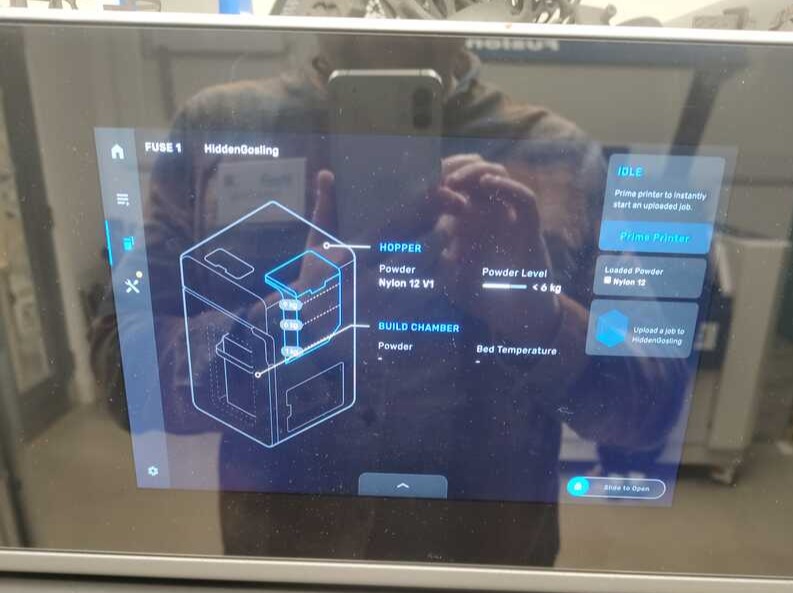 FUSE 1
HiddenGosling
IDLE
Prime printer to instantly
start an uploaded job.
Prime Printer
HOPPER
Powder
Nylon 12 V1
Powder Level
< 6 kg
Loaded Powder
Nylon 12
BUILD CHAMBER
Powder
-
Bed Temperature
-
Upload a job to
HiddenGosling
Slide to Open